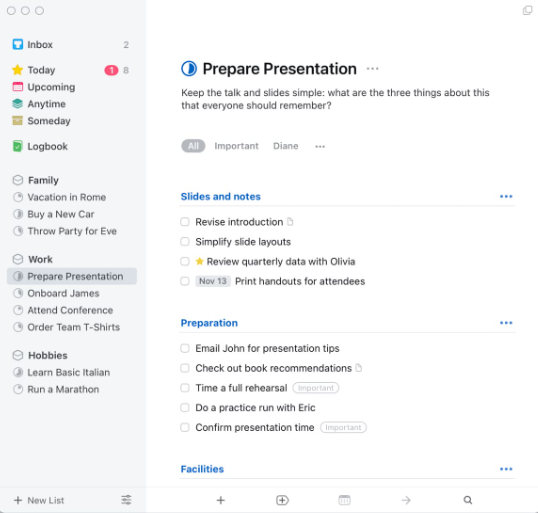 Inbox 2
Today 1 8
Upcoming
Anytime
Someday
Logbook
Family
Vacation in Rome
Buy a New Car
Throw Party for Eve
Work
Prepare Presentation
Onboard James
Attend Conference
Order Team T-Shirts
Hobbies
Learn Basic Italian
Run a Marathon
+ New List
Prepare Presentation ...
Keep the talk and slides simple: what are the three things about this
that everyone should remember?
All Important Diane ...
Slides and notes ...
Revise introduction
Simplify slide layouts
Review quarterly data with Olivia
Nov 13 Print handouts for attendees
Preparation ...
Email John for presentation tips
Check out book recommendations
Time a full rehearsal Important
Do a practice run with Eric
Confirm presentation time Important
Facilities ...